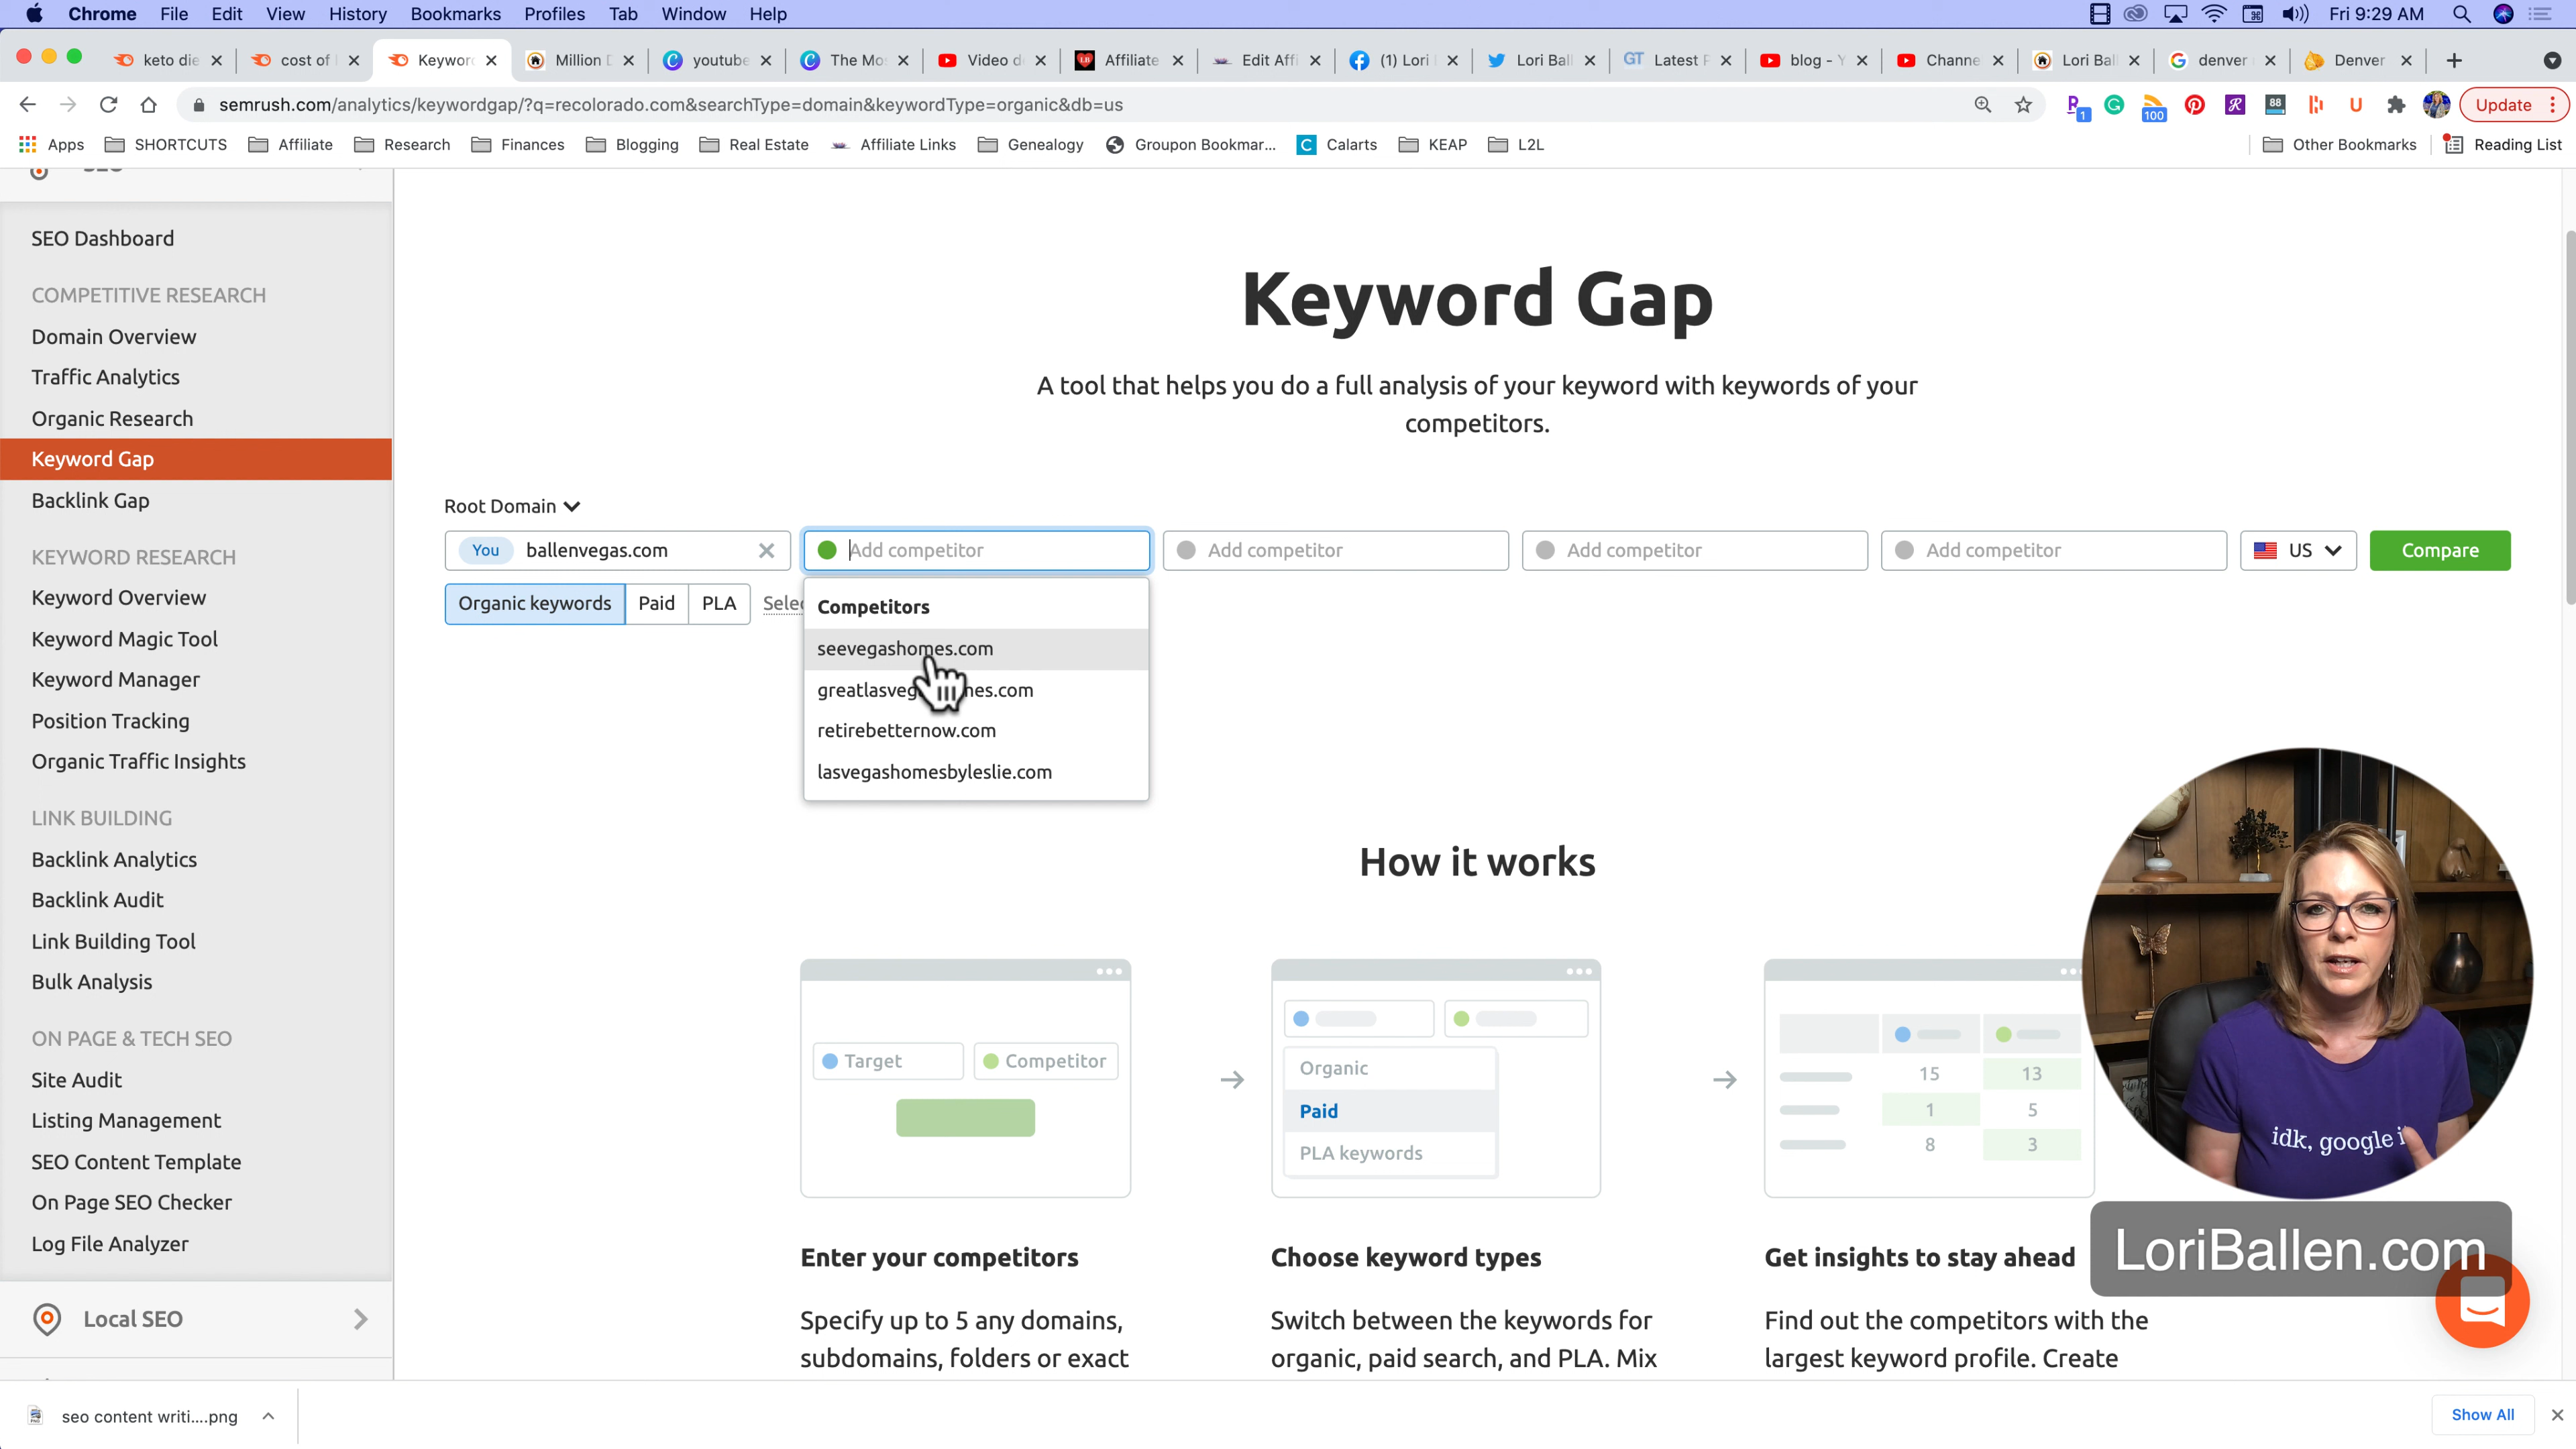 Chrome File Edit View History Bookmarks Profiles Tab Window Help Fri 9:29 AM
keto die cost of Keyword Million youtube The Mo Video d Affiliate Edit Affi (1) Lori Lori Ball Latest blog - Y Channe Lori Ball denver Denver
semrush.com/analytics/keywordgap/?q=recolorado.com&searchType=domain&keywordType=organic&db=us 1 100 88 Update
Apps SHORTCUTS Affiliate Research Finances Blogging Real Estate Affiliate Links Genealogy Groupon Bookmar... Calarts KEAP L2L Other Bookmarks Reading List
SEO Dashboard
COMPETITIVE RESEARCH
Domain Overview
Traffic Analytics
Organic Research
Keyword Gap
Backlink Gap
KEYWORD RESEARCH
Keyword Overview
Keyword Magic Tool
Keyword Manager
Position Tracking
Organic Traffic Insights
LINK BUILDING
Backlink Analytics
Backlink Audit
Link Building Tool
Bulk Analysis
ON PAGE & TECH SEO
Site Audit
Listing Management
SEO Content Template
On Page SEO Checker
Log File Analyzer
Local SEO
Keyword Gap
A tool that helps you do a full analysis of your keyword with keywords of your
competitors.
Root Domain
You ballenvegas.com Add competitor Add competitor Add competitor Add competitor US Compare
Organic keywords Paid PLA Selec
Competitors
seevegashomes.com
greatlasveg nes.com
retirebetternow.com
lasvegashomesbyleslie.com
How it works
Target Competitor
Organic
Paid
PLA keywords
15 13
1 5
8 3
Enter your competitors
Specify up to 5 any domains,
subdomains, folders or exact
Choose keyword types
Switch between the keywords for
organic, paid search, and PLA. Mix
Get insights to stay ahead
Find out the competitors with the
largest keyword profile. Create
idk, google i
LoriBallen.com
seo content writi....png Show All